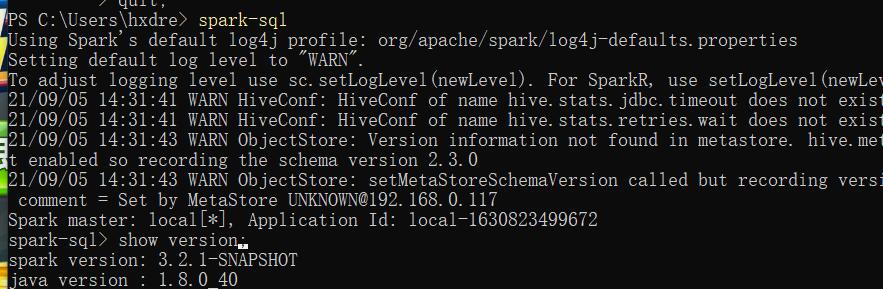 > quit;
PS C:\Users\hxdre> spark-sql
Using Spark's default log4j profile: org/apache/spark/log4j-defaults.properties
Setting default log level to "WARN".
To adjust logging level use sc.setLogLevel(newLevel). For SparkR, use setLogLevel(newLeve
21/09/05 14:31:41 WARN HiveConf: HiveConf of name hive.stats.jdbc.timeout does not exist
21/09/05 14:31:41 WARN HiveConf: HiveConf of name hive.stats.retries.wait does not exist
21/09/05 14:31:43 WARN ObjectStore: Version information not found in metastore. hive.met
t enabled so recording the schema version 2.3.0
21/09/05 14:31:43 WARN ObjectStore: setMetaStoreSchemaVersion called but recording versi
comment = Set by MetaStore UNKNOWN@192.168.0.117
Spark master: local[*], Application Id: local-1630823499672
spark-sql> show version;
spark version: 3.2.1-SNAPSHOT
java version : 1.8.0_40